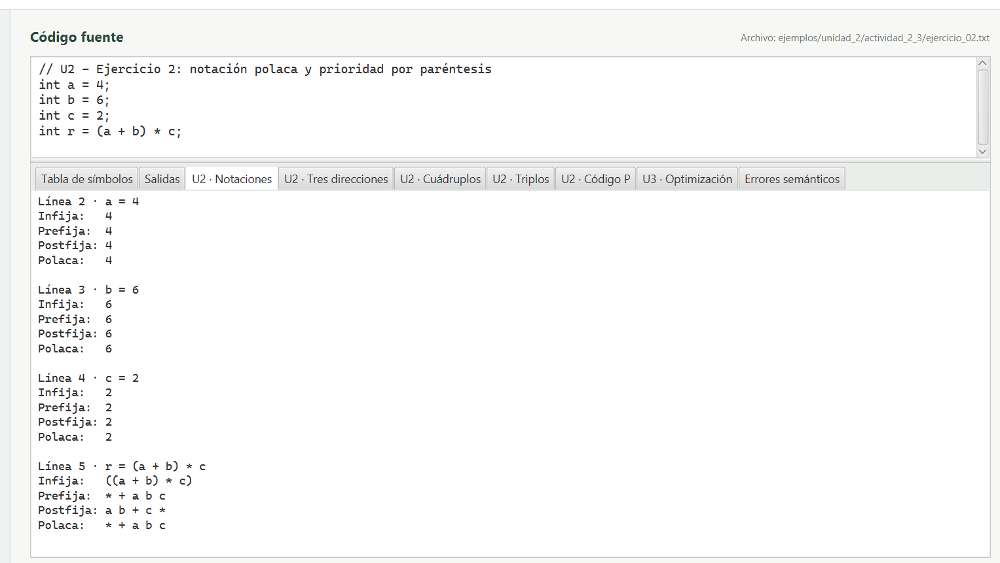 Código fuente
Archivo: ejemplos/unidad_2/actividad_2_3/ejercicio_02.txt
// U2 – Ejercicio 2: notación polaca y prioridad por paréntesis
int a = 4;
int b = 6;
int c = 2;
int r = (a + b) * c;
Tabla de símbolos Salidas U2 · Notaciones U2 · Tres direcciones U2 · Cuádruplos U2 · Triplos U2 · Código P U3 · Optimización Errores semánticos
Línea 2 · a = 4
Infija:   4
Prefija:  4
Postfija: 4
Polaca:   4
Línea 3 · b = 6
Infija:   6
Prefija:  6
Postfija: 6
Polaca:   6
Línea 4 · c = 2
Infija:   2
Prefija:  2
Postfija: 2
Polaca:   2
Línea 5 · r = (a + b) * c
Infija:   ((a + b) * c)
Prefija:  * + a b c
Postfija: a b + c *
Polaca:   * + a b c